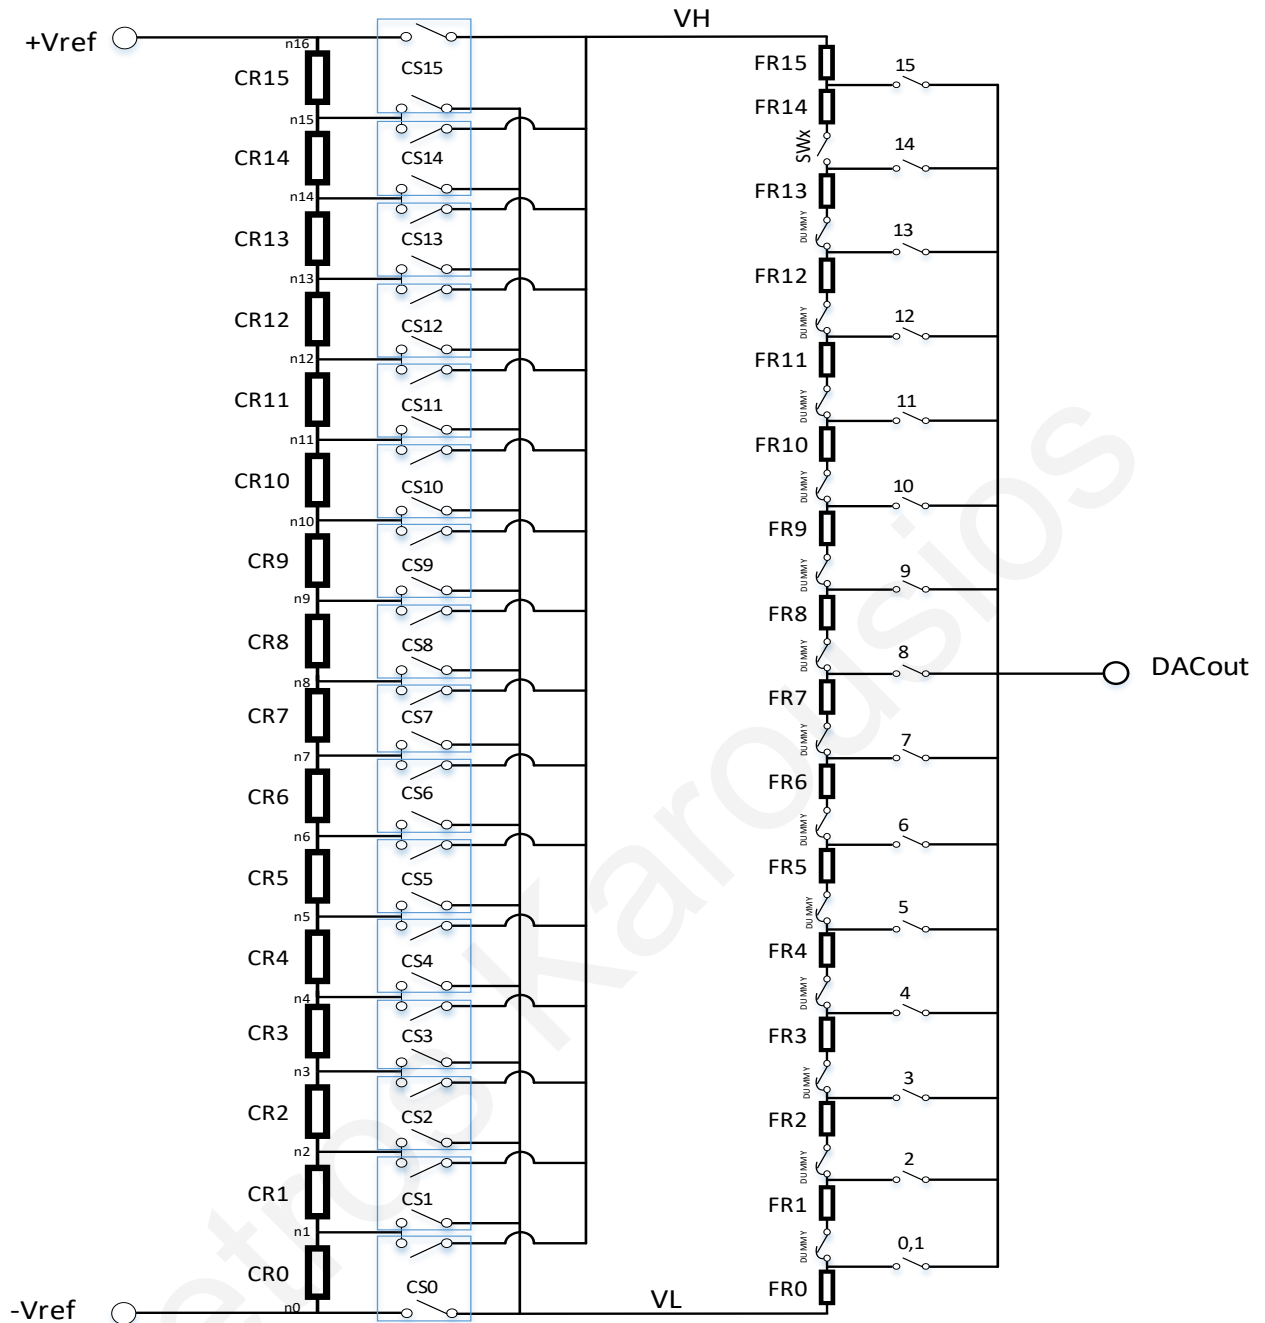 VH
+Vref
n16
CR15
CS15
FR15
15
n15
FR14
CR14
CS14
SWx
14
n14
FR13
CR13
CS13
DUMMY
13
n13
FR12
CR12
CS12
DUMMY
12
n12
FR11
CR11
CS11
DUMMY
11
n11
FR10
CR10
CS10
DUMMY
10
n10
FR9
CR9
CS9
DUMMY
9
n9
FR8
CR8
CS8
DUMMY
8
DACout
n8
FR7
CR7
CS7
DUMMY
7
n7
FR6
CR6
CS6
DUMMY
6
n6
FR5
CR5
CS5
DUMMY
5
n5
FR4
CR4
CS4
DUMMY
4
n4
FR3
CR3
CS3
DUMMY
3
n3
FR2
CR2
CS2
DUMMY
2
n2
FR1
CR1
CS1
DUMMY
0,1
n1
FR0
CR0
CS0
VL
n0
-Vref
etros Karousios